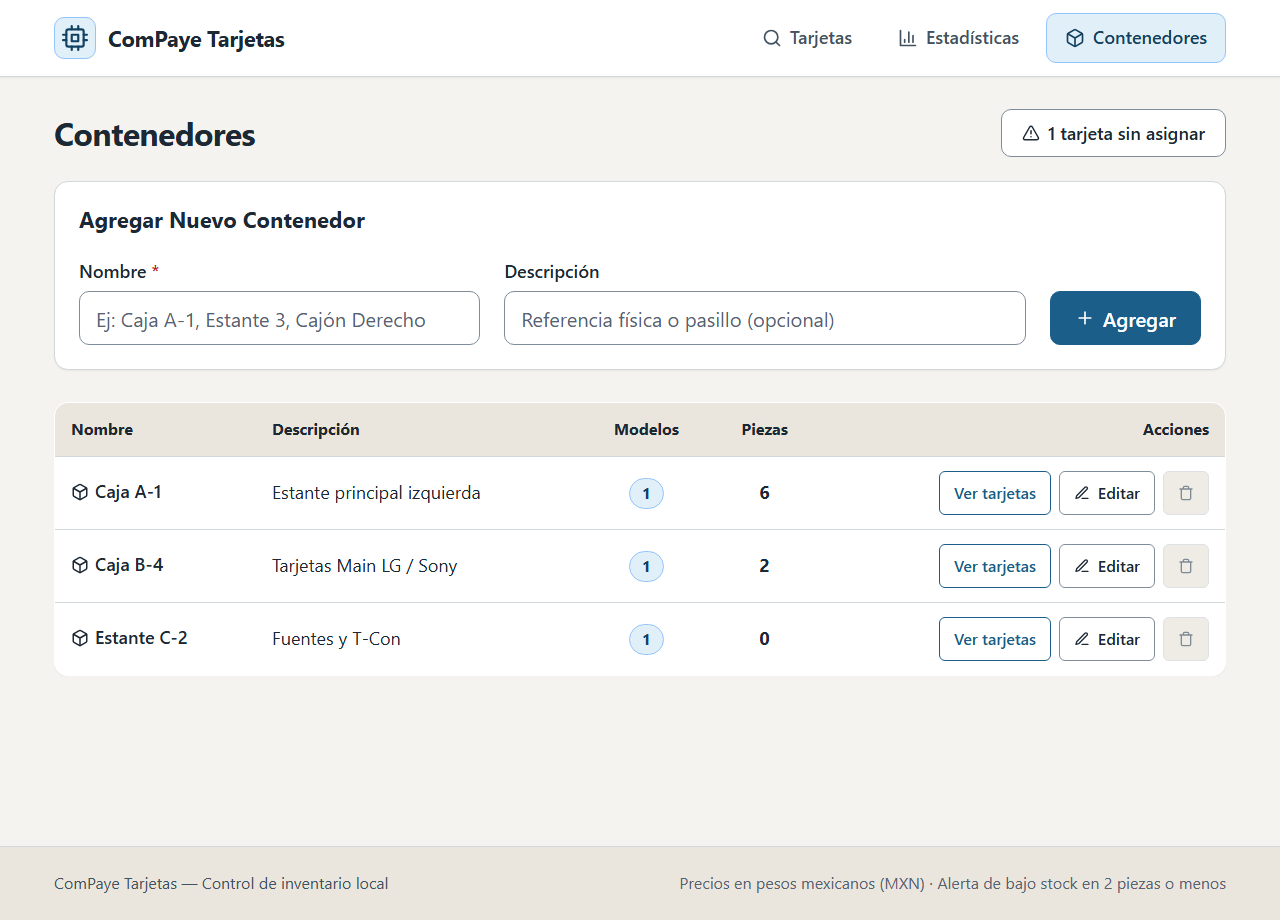 ComPaye Tarjetas
Tarjetas
Estadísticas
Contenedores
Contenedores
1 tarjeta sin asignar
Agregar Nuevo Contenedor
Nombre *
Descripción
Ej: Caja A-1, Estante 3, Cajón Derecho
Referencia física o pasillo (opcional)
+ Agregar
Nombre Descripción Modelos Piezas Acciones
Caja A-1 Estante principal izquierda 1 6 Ver tarjetas Editar
Caja B-4 Tarjetas Main LG / Sony 1 2 Ver tarjetas Editar
Estante C-2 Fuentes y T-Con 1 0 Ver tarjetas Editar
ComPaye Tarjetas — Control de inventario local
Precios en pesos mexicanos (MXN) · Alerta de bajo stock en 2 piezas o menos